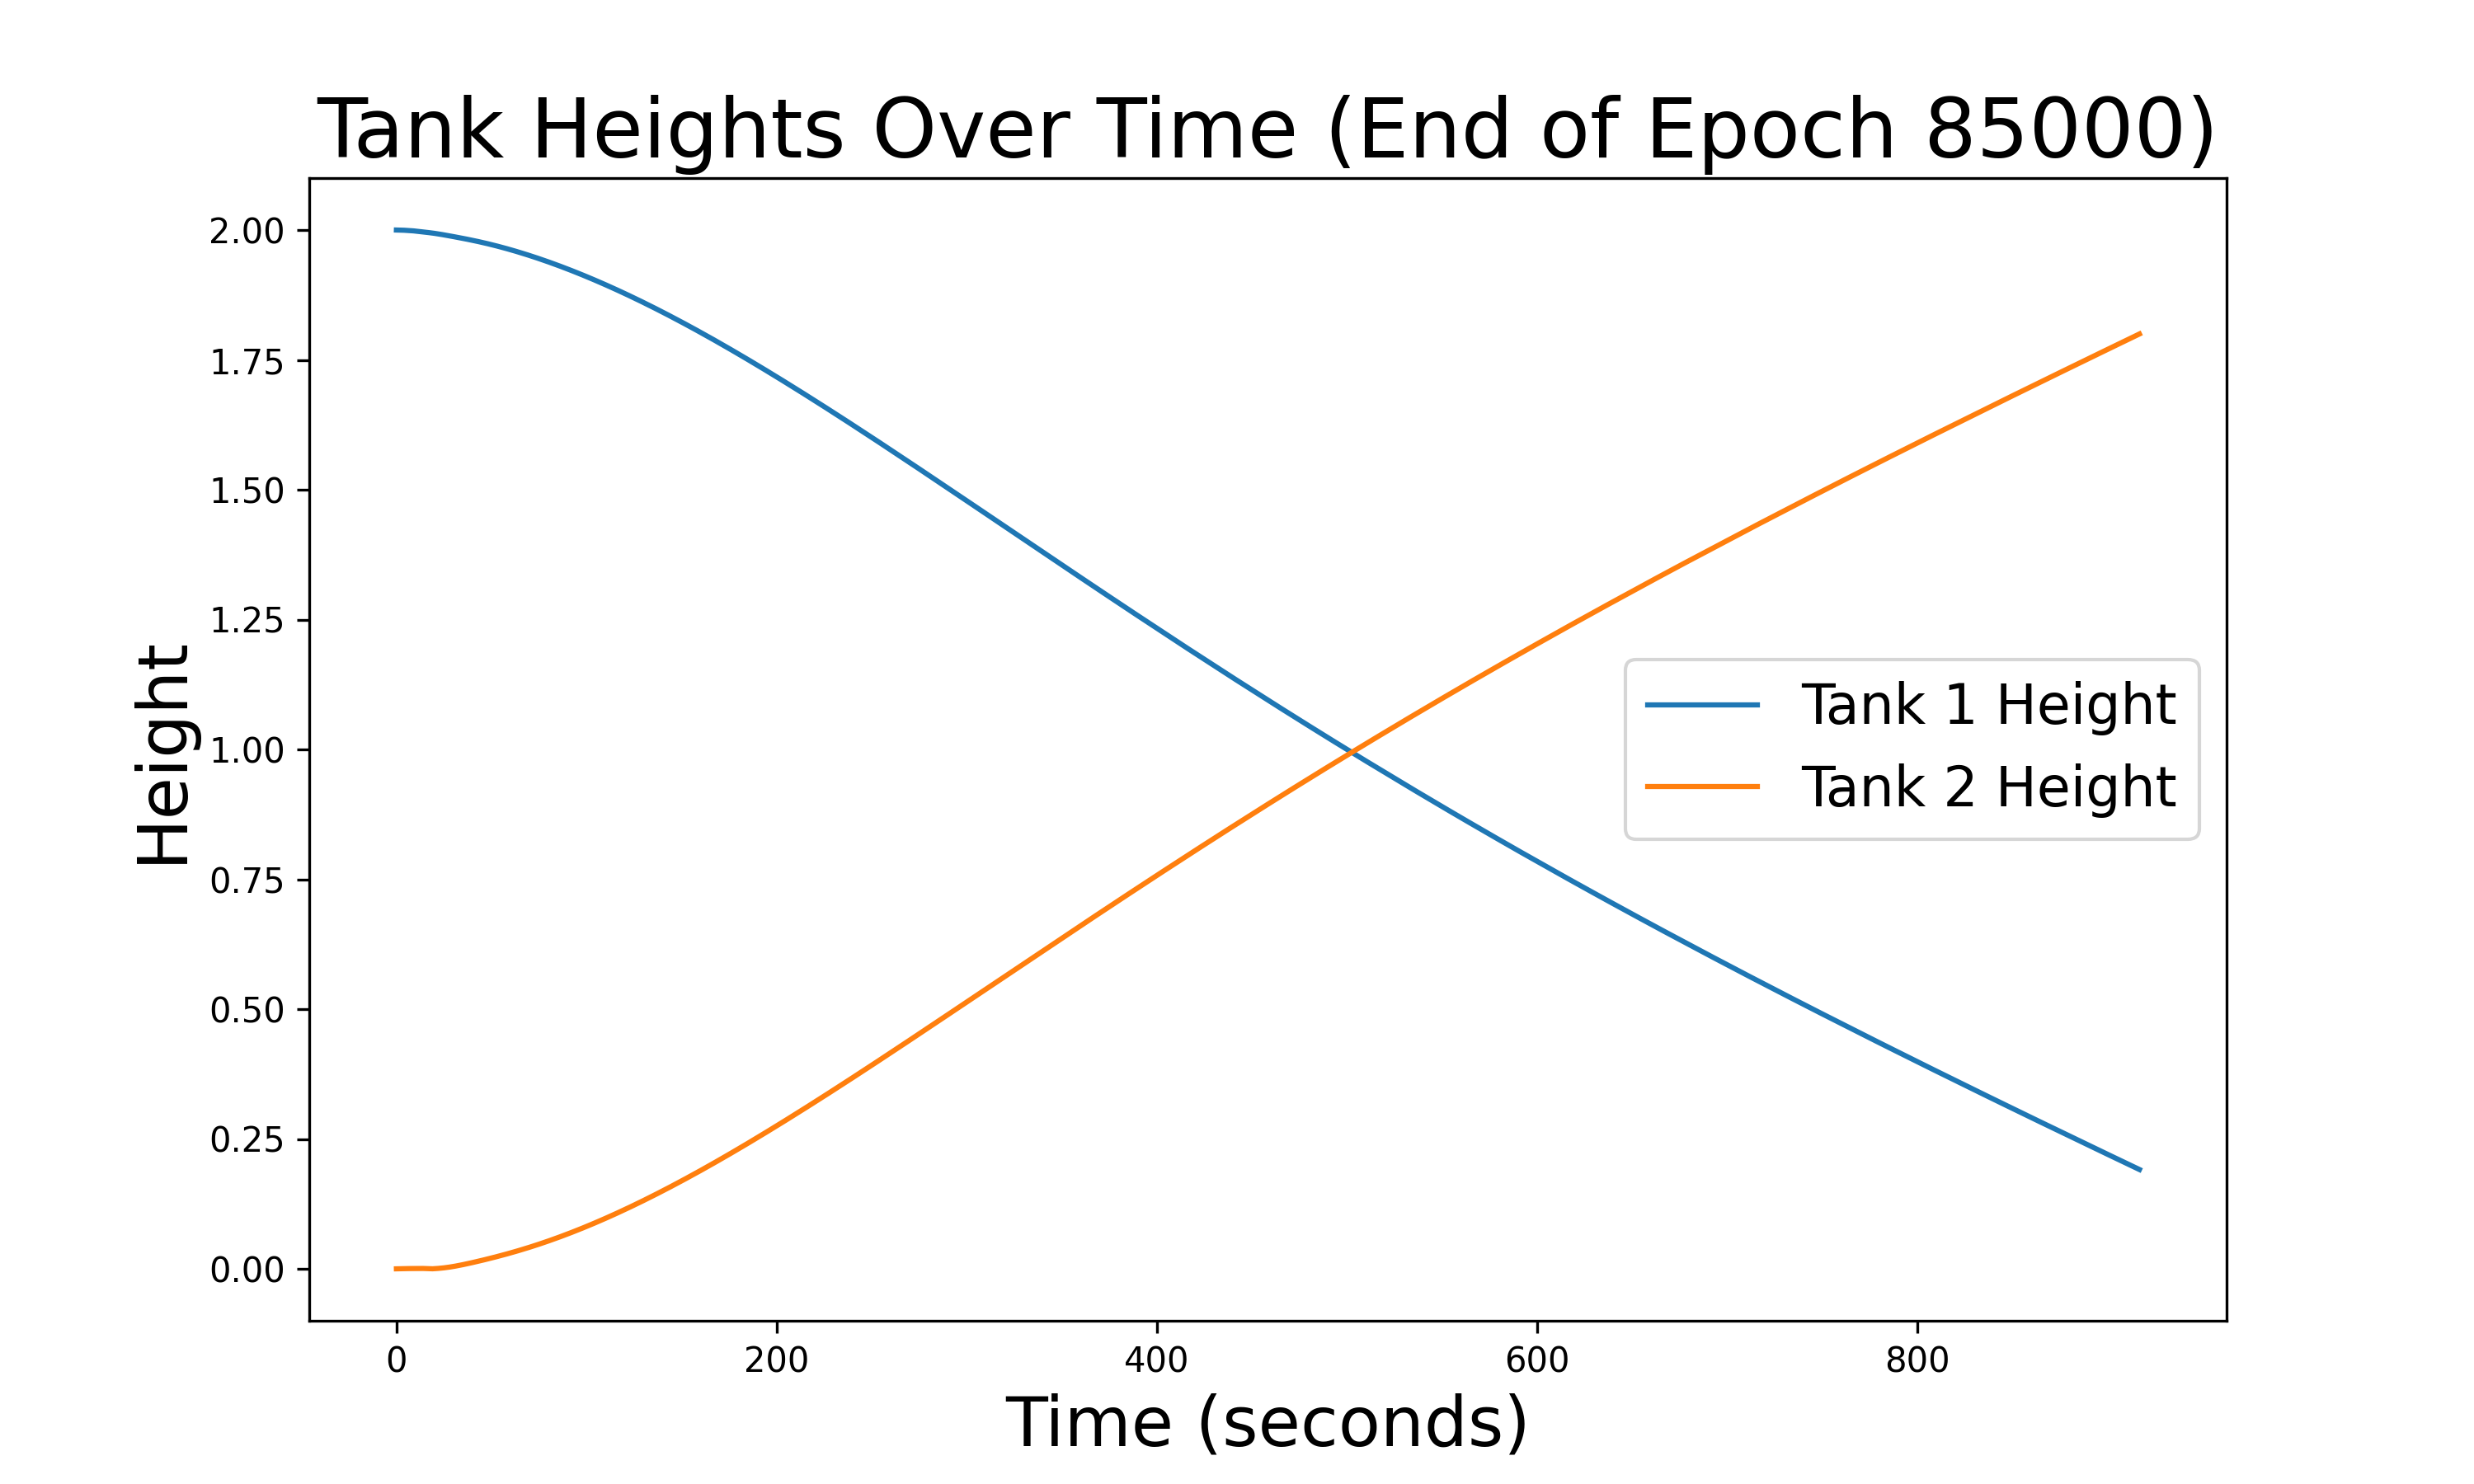 Tank Heights Over Time (End of Epoch 85000)
2.00
1.75
1.50
1.25
1.00
0.75
0.50
0.25
0.00
Height
Tank 1 Height
Tank 2 Height
0 200 400 600 800
Time (seconds)